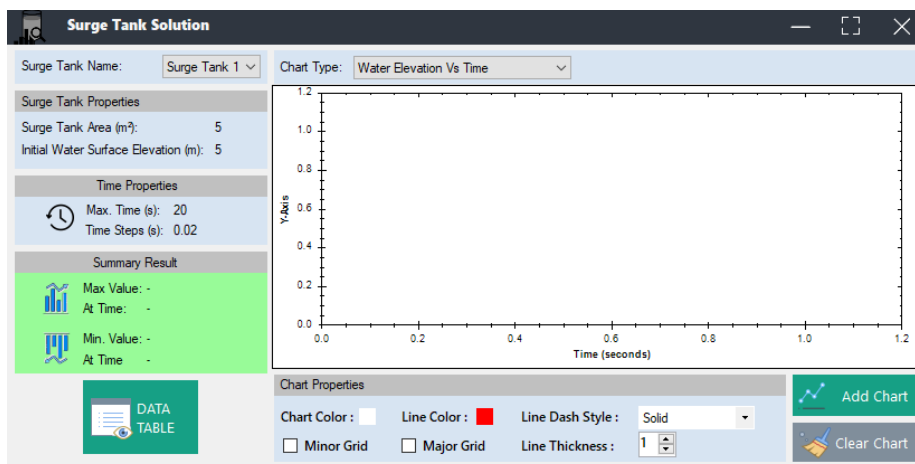 Surge Tank Solution
Surge Tank Name: Surge Tank 1
Chart Type: Water Elevation Vs Time
Surge Tank Properties
Surge Tank Area (m²): 5
Initial Water Surface Elevation (m): 5
Time Properties
Max. Time (s): 20
Time Steps (s): 0.02
Summary Result
Max Value: -
At Time: -
Min. Value: -
At Time -
DATA
TABLE
1.2
1.0
0.8
0.6
0.4
0.2
0.0
Y-Axis
0.0 0.2 0.4 0.6 0.8 1.0 1.2
Time (seconds)
Chart Properties
Chart Color : Line Color : Line Dash Style : Solid
Minor Grid Major Grid Line Thickness : 1
Add Chart
Clear Chart